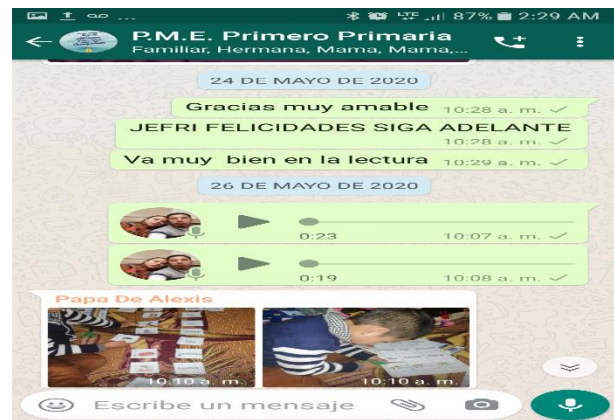 LTE 87% 2:29 AM
P.M.E. Primero Primaria
Familiar, Hermana, Mama, Mama,...
24 DE MAYO DE 2020
Gracias muy amable 10:28 a. m.
JEFRI FELICIDADES SIGA ADELANTE
10:28 a. m.
Va muy bien en la lectura 10:29 a. m.
26 DE MAYO DE 2020
0:23 10:07 a. m.
0:19 10:08 a. m.
Papa De Alexis
10:10 a. m. 10:10 a. m.
Escribe un mensaje